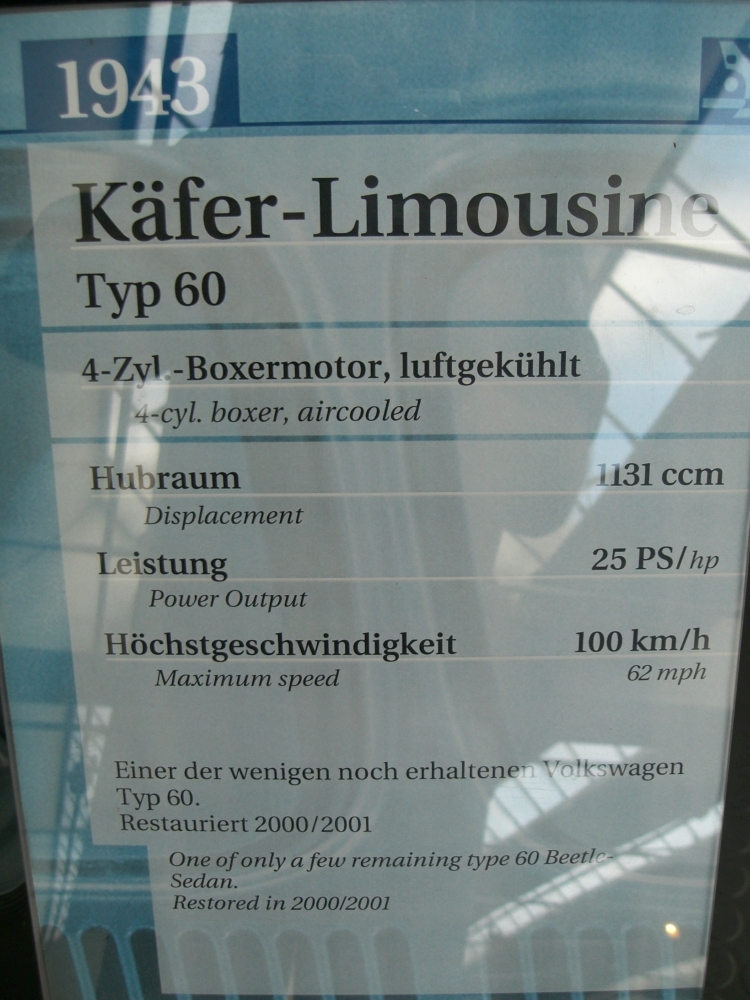 1943
Käfer-Limousine
Typ 60
4-Zyl.-Boxermotor, luftgekühlt
4-cyl. boxer, aircooled
Hubraum 1131 ccm
Displacement
Leistung 25 PS/hp
Power Output
Höchstgeschwindigkeit 100 km/h
Maximum speed 62 mph
Einer der wenigen noch erhaltenen Volkswagen
Typ 60.
Restauriert 2000/2001
One of only a few remaining type 60 Beetle-
Sedan.
Restored in 2000/2001